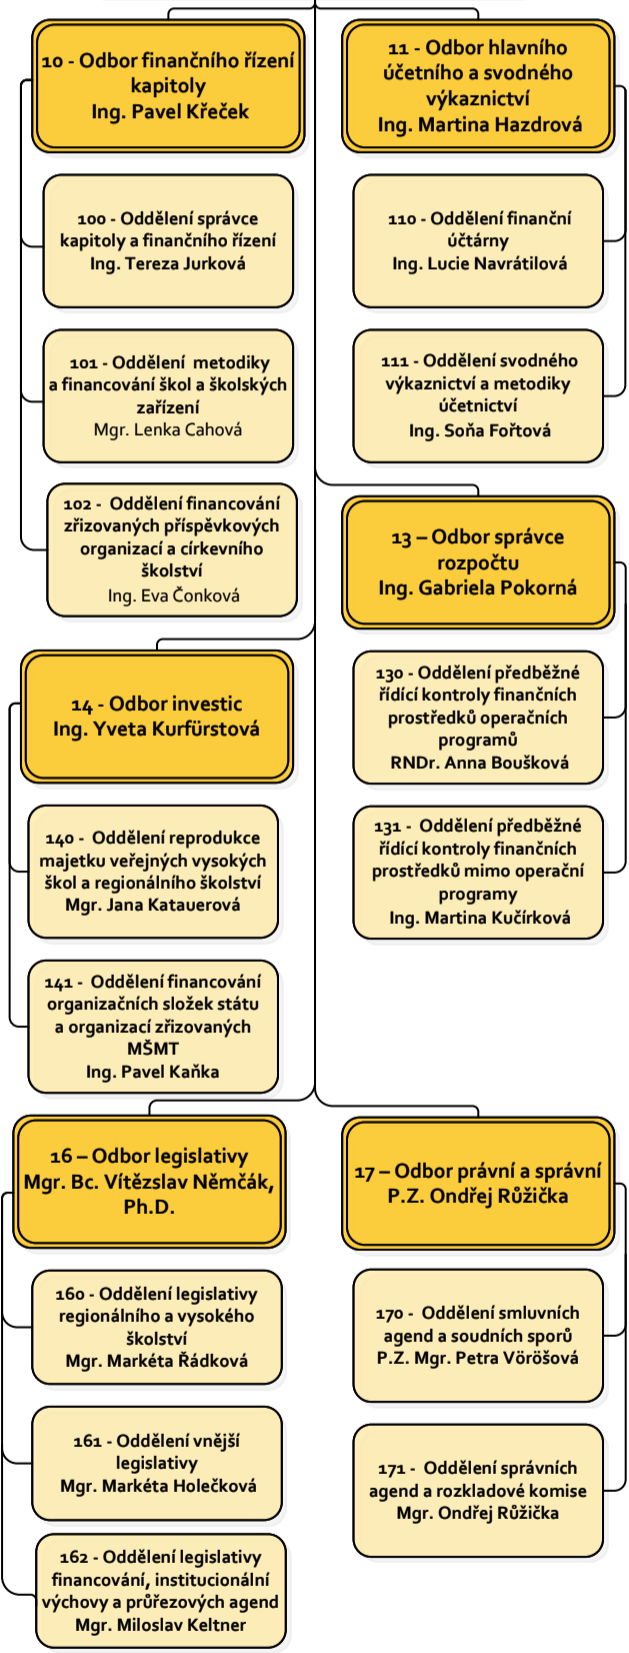 10 - Odbor finančního řízení
kapitoly
Ing. Pavel Křeček
100 - Oddělení správce
kapitoly a finančního řízení
Ing. Tereza Jurková
101 - Oddělení  metodiky
a financování škol a školských
zařízení
Mgr. Lenka Cahová
102 -  Oddělení financování
zřizovaných příspěvkových
organizací a církevního
školství
Ing. Eva Čonková
11 - Odbor hlavního
účetního a svodného
výkaznictví
Ing. Martina Hazdrová
110 - Oddělení finanční
účtárny
Ing. Lucie Navrátilová
111 - Oddělení svodného
výkaznictví a metodiky
účetnictví
Ing. Soňa Fořtová
13 – Odbor správce
rozpočtu
Ing. Gabriela Pokorná
130 - Oddělení předběžné
řídící kontroly finančních
prostředků operačních
programů
RNDr. Anna Boušková
131 -  Oddělení předběžné
řídící kontroly finančních
prostředků mimo operační
programy
Ing. Martina Kučírková
14 - Odbor investic
Ing. Yveta Kurfürstová
140 -  Oddělení reprodukce
majetku veřejných vysokých
škol a regionálního školství
Mgr. Jana Katauerová
141 -  Oddělení financování
organizačních složek státu
a organizací zřizovaných
MŠMT
Ing. Pavel Kaňka
16 – Odbor legislativy
Mgr. Bc. Vítězslav Němčák,
Ph.D.
160 - Oddělení legislativy
regionálního a vysokého
školství
Mgr. Markéta Řádková
161 - Oddělení vnější
legislativy
Mgr. Markéta Holečková
162 - Oddělení legislativy
financování, institucionální
výchovy a průřezových agend
Mgr. Miloslav Keltner
17 – Odbor právní a správní
P.Z. Ondřej Růžička
170 -  Oddělení smluvních
agend a soudních sporů
P.Z. Mgr. Petra Vöröšová
171 -  Oddělení správních
agend a rozkladové komise
Mgr. Ondřej Růžička